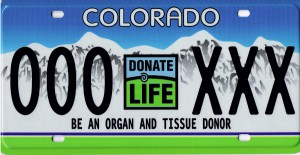 COLORADO
000 DONATE LIFE XXX
BE AN ORGAN AND TISSUE DONOR